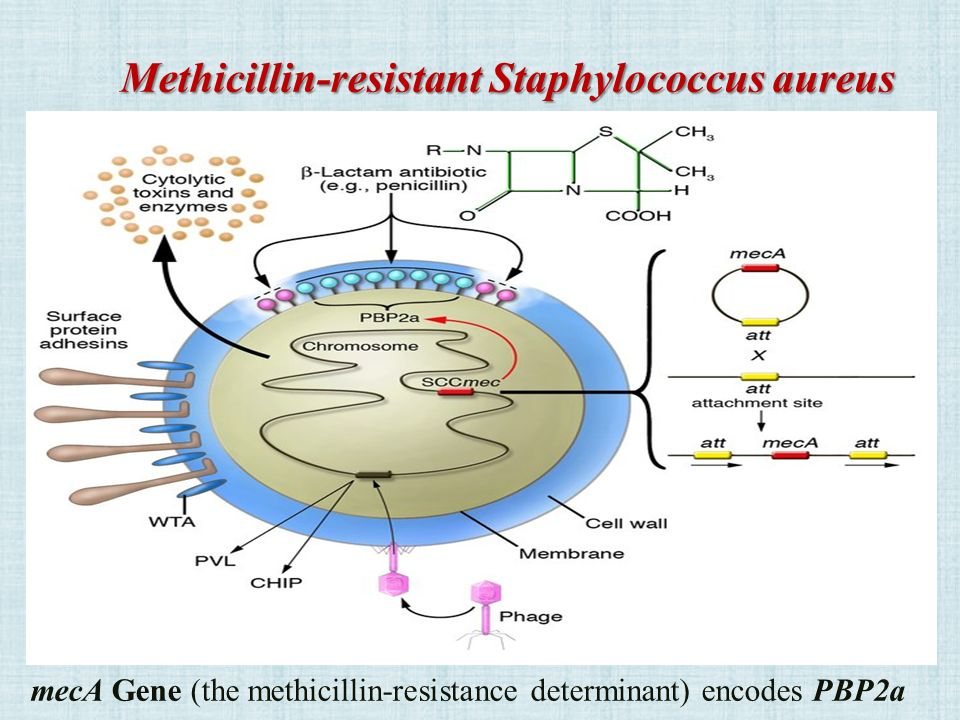 Methicillin-resistant Staphylococcus aureus
Cytolytic
toxins and
enzymes
β-Lactam antibiotic
(e.g., penicillin)
R
N
S
CH3
CH3
N
H
O
COOH
mecA
att
X
att
attachment site
att
mecA
att
Surface
protein
adhesins
PBP2a
Chromosome
SCCmec
WTA
PVL
CHIP
Cell wall
Membrane
Phage
mecA Gene (the methicillin-resistance determinant) encodes PBP2a